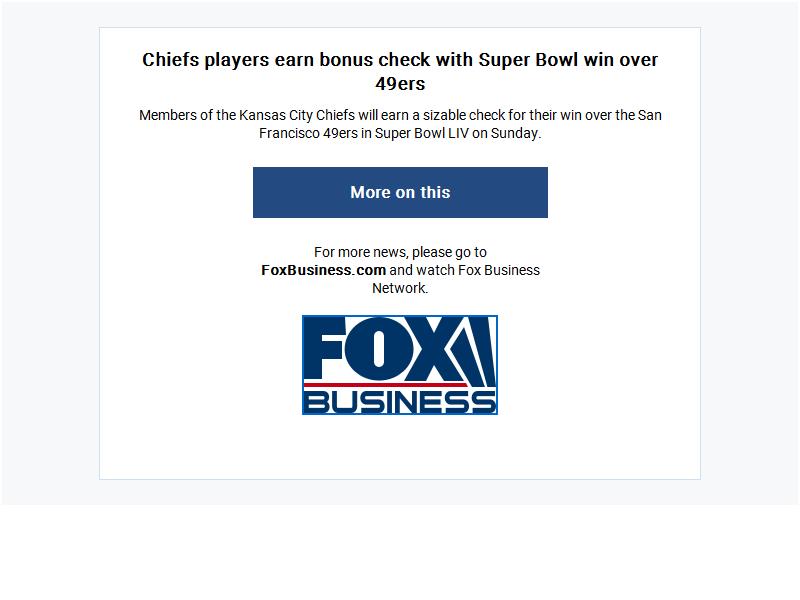 Chiefs players earn bonus check with Super Bowl win over
49ers
Members of the Kansas City Chiefs will earn a sizable check for their win over the San
Francisco 49ers in Super Bowl LIV on Sunday.
More on this
For more news, please go to
FoxBusiness.com and watch Fox Business
Network.
FOX
BUSINESS